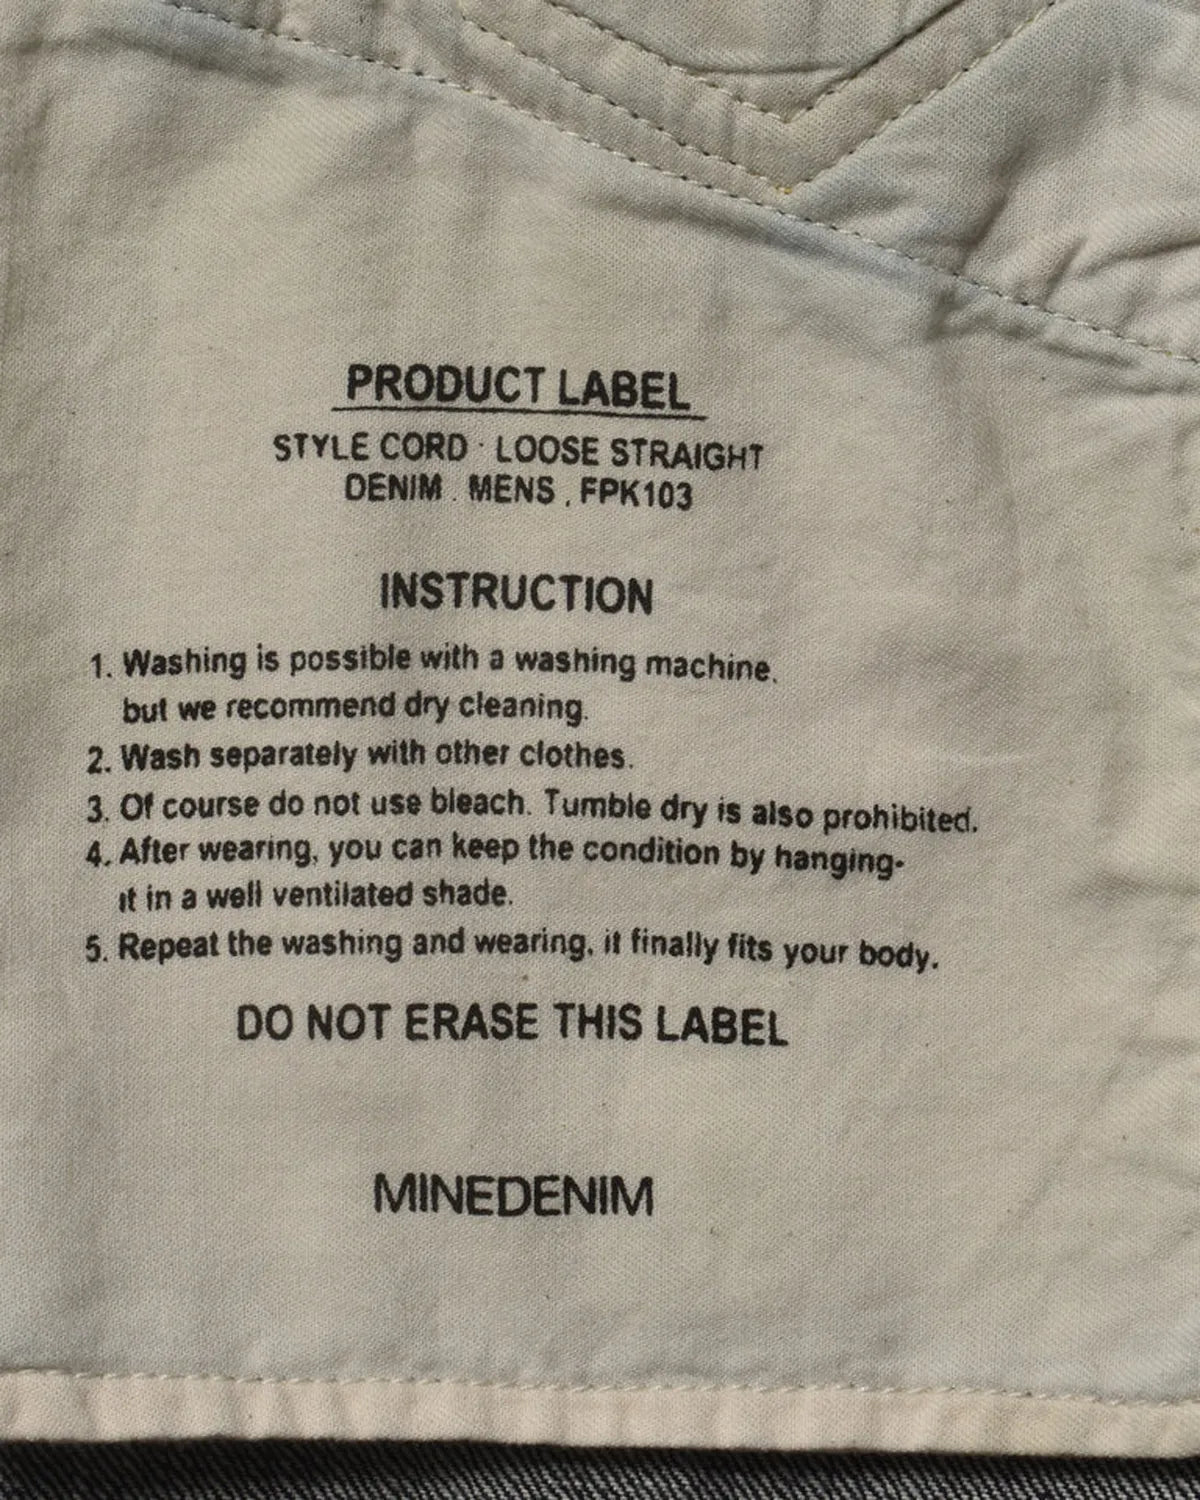 PRODUCT LABEL
STYLE CORD · LOOSE STRAIGHT
DENIM . MENS . FPK103
INSTRUCTION
1. Washing is possible with a washing machine.
but we recommend dry cleaning.
2. Wash separately with other clothes.
3. Of course do not use bleach. Tumble dry is also prohibited.
4. After wearing, you can keep the condition by hanging-
it in a well ventilated shade.
5. Repeat the washing and wearing, it finally fits your body.
DO NOT ERASE THIS LABEL
MINEDENIM